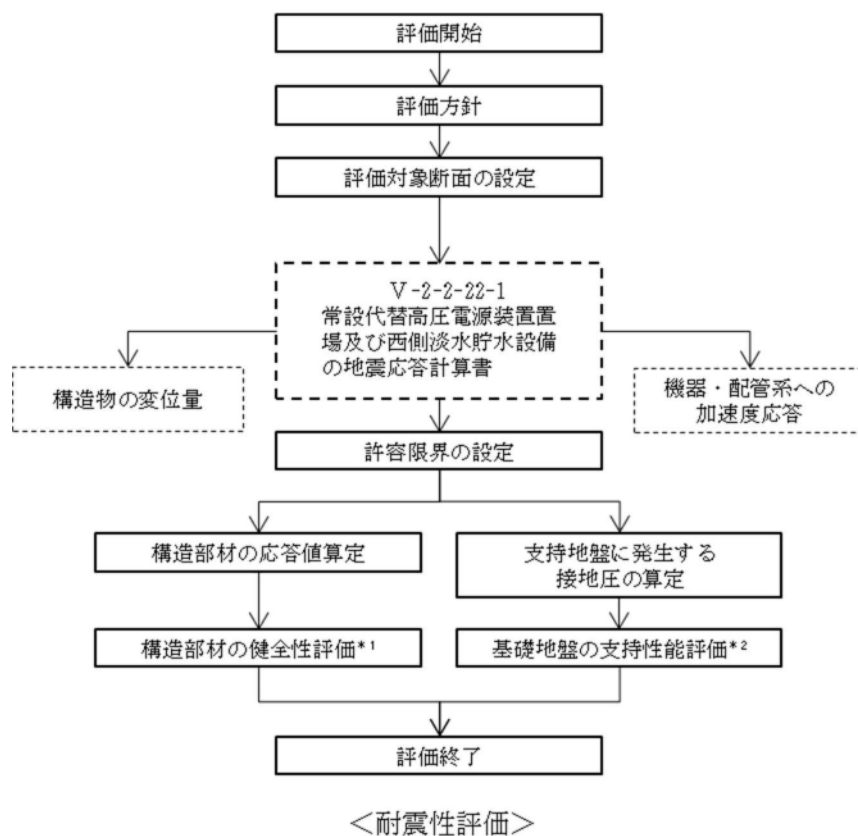 評価開始
評価方針
評価対象断面の設定
Ⅴ-2-2-22-1
常設代替高圧電源装置置
場及び西側淡水貯水設備
の地震応答計算書
構造物の変位量
機器・配管系への
加速度応答
許容限界の設定
構造部材の応答値算定
支持地盤に発生する
接地圧の算定
構造部材の健全性評価*1
基礎地盤の支持性能評価*2
評価終了
＜耐震性評価＞